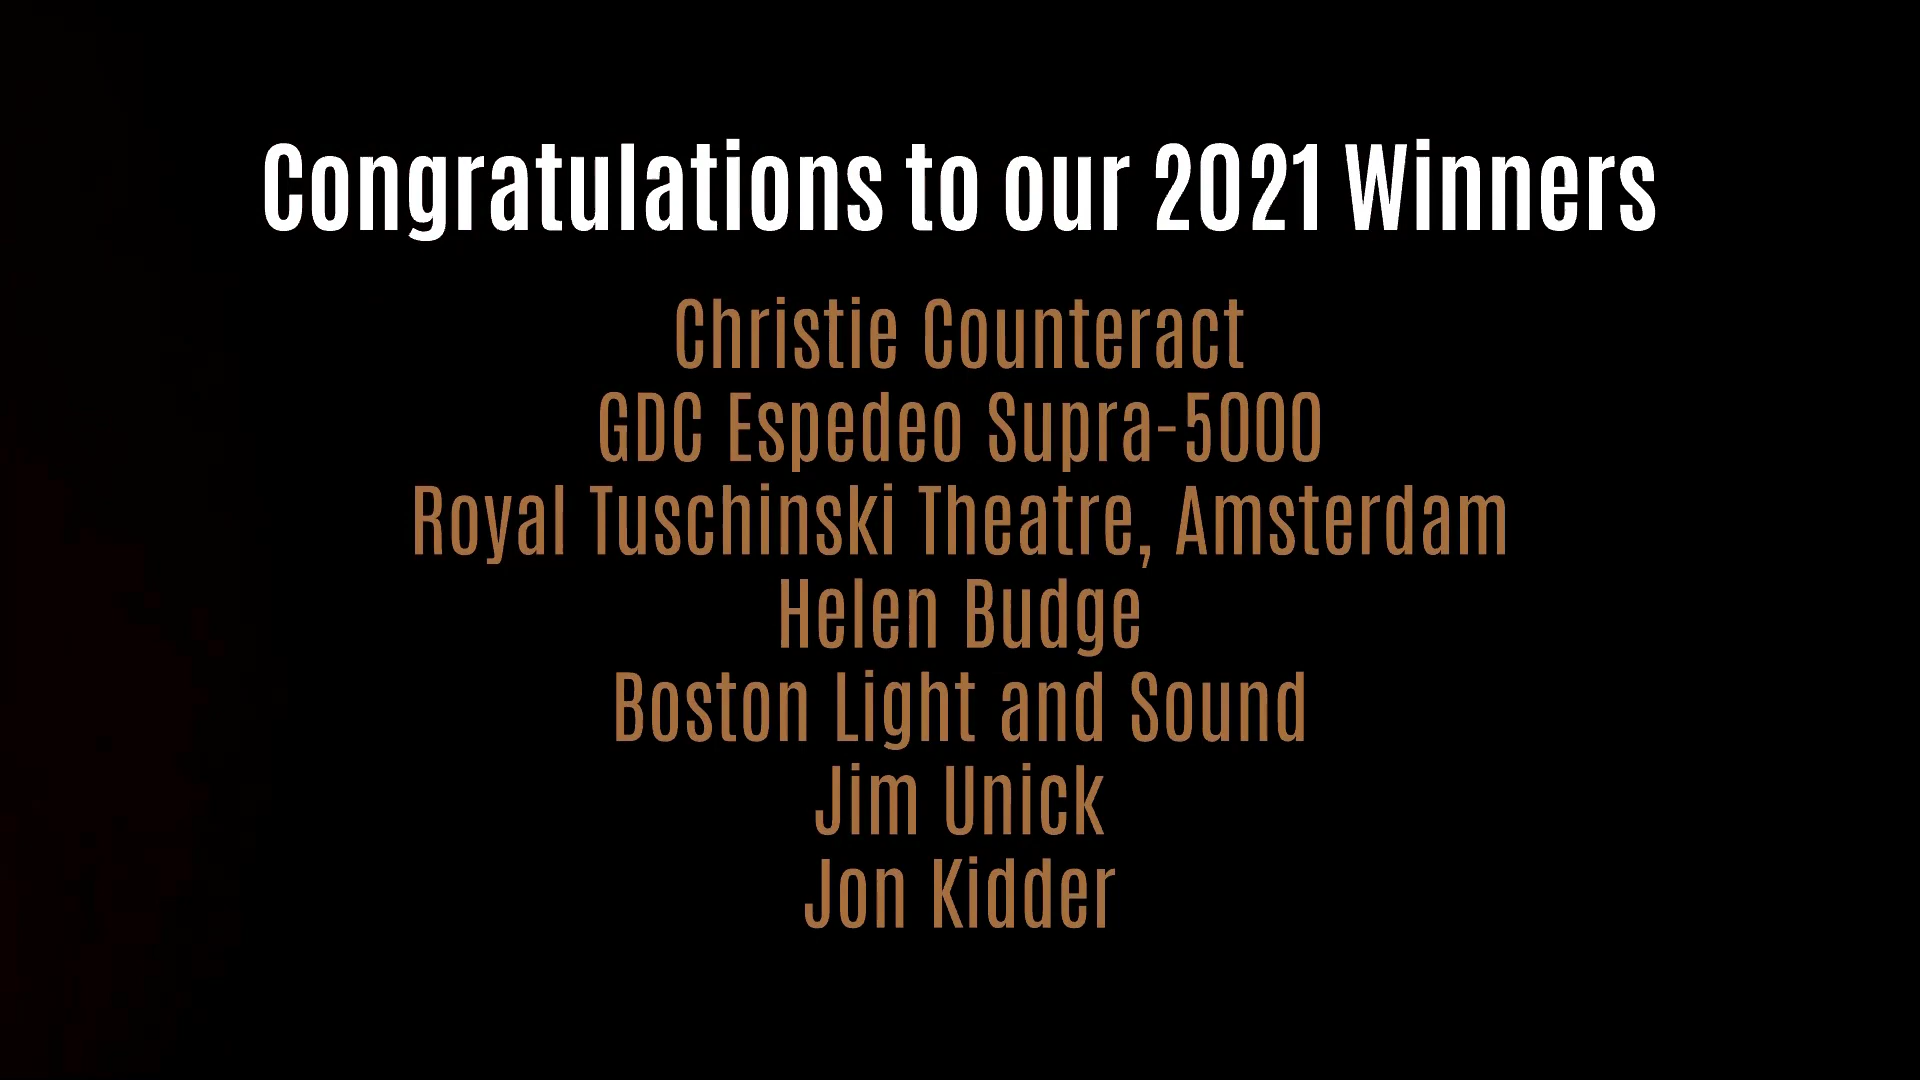 Congratulations to our 2021 Winners
Christie Counteract
GDC Espedeo Supra-5000
Royal Tuschinski Theatre, Amsterdam
Helen Budge
Boston Light and Sound
Jim Unick
Jon Kidder